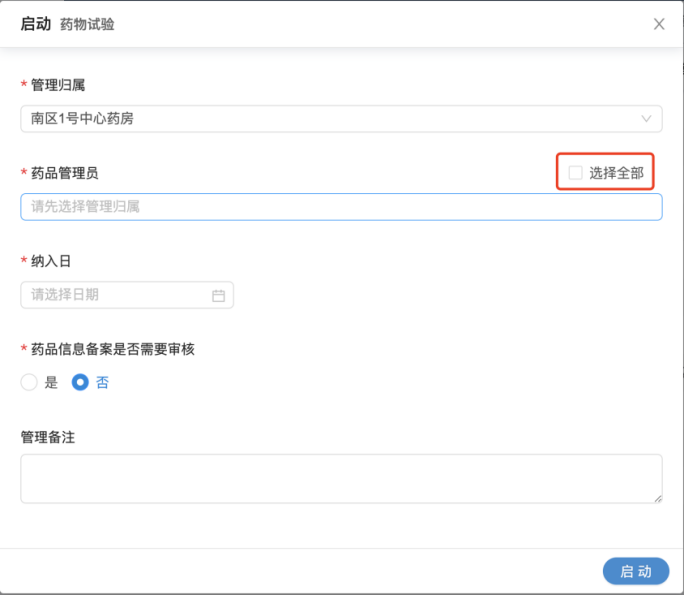 启动 药物试验
* 管理归属
南区1号中心药房
* 药品管理员
选择全部
请先选择管理归属
* 纳入日
请选择日期
* 药品信息备案是否需要审核
是 否
管理备注
启 动